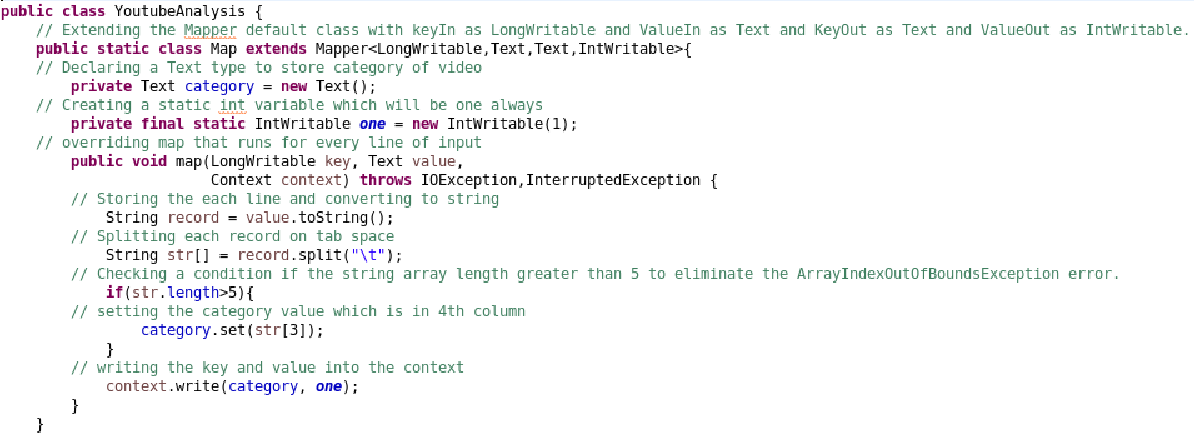 public class YoutubeAnalysis {
    // Extending the Mapper default class with keyIn as LongWritable and ValueIn as Text and KeyOut as Text and ValueOut as IntWritable.
    public static class Map extends Mapper<LongWritable,Text,Text,IntWritable>{
    // Declaring a Text type to store category of video
        private Text category = new Text();
    // Creating a static int variable which will be one always
        private final static IntWritable one = new IntWritable(1);
    // overriding map that runs for every line of input
        public void map(LongWritable key, Text value,
                        Context context) throws IOException,InterruptedException {
        // Storing the each line and converting to string
            String record = value.toString();
        // Splitting each record on tab space
            String str[] = record.split("\t");
        // Checking a condition if the string array length greater than 5 to eliminate the ArrayIndexOutOfBoundsException error.
            if(str.length>5){
        // setting the category value which is in 4th column
                category.set(str[3]);
            }
        // writing the key and value into the context
            context.write(category, one);
        }
    }